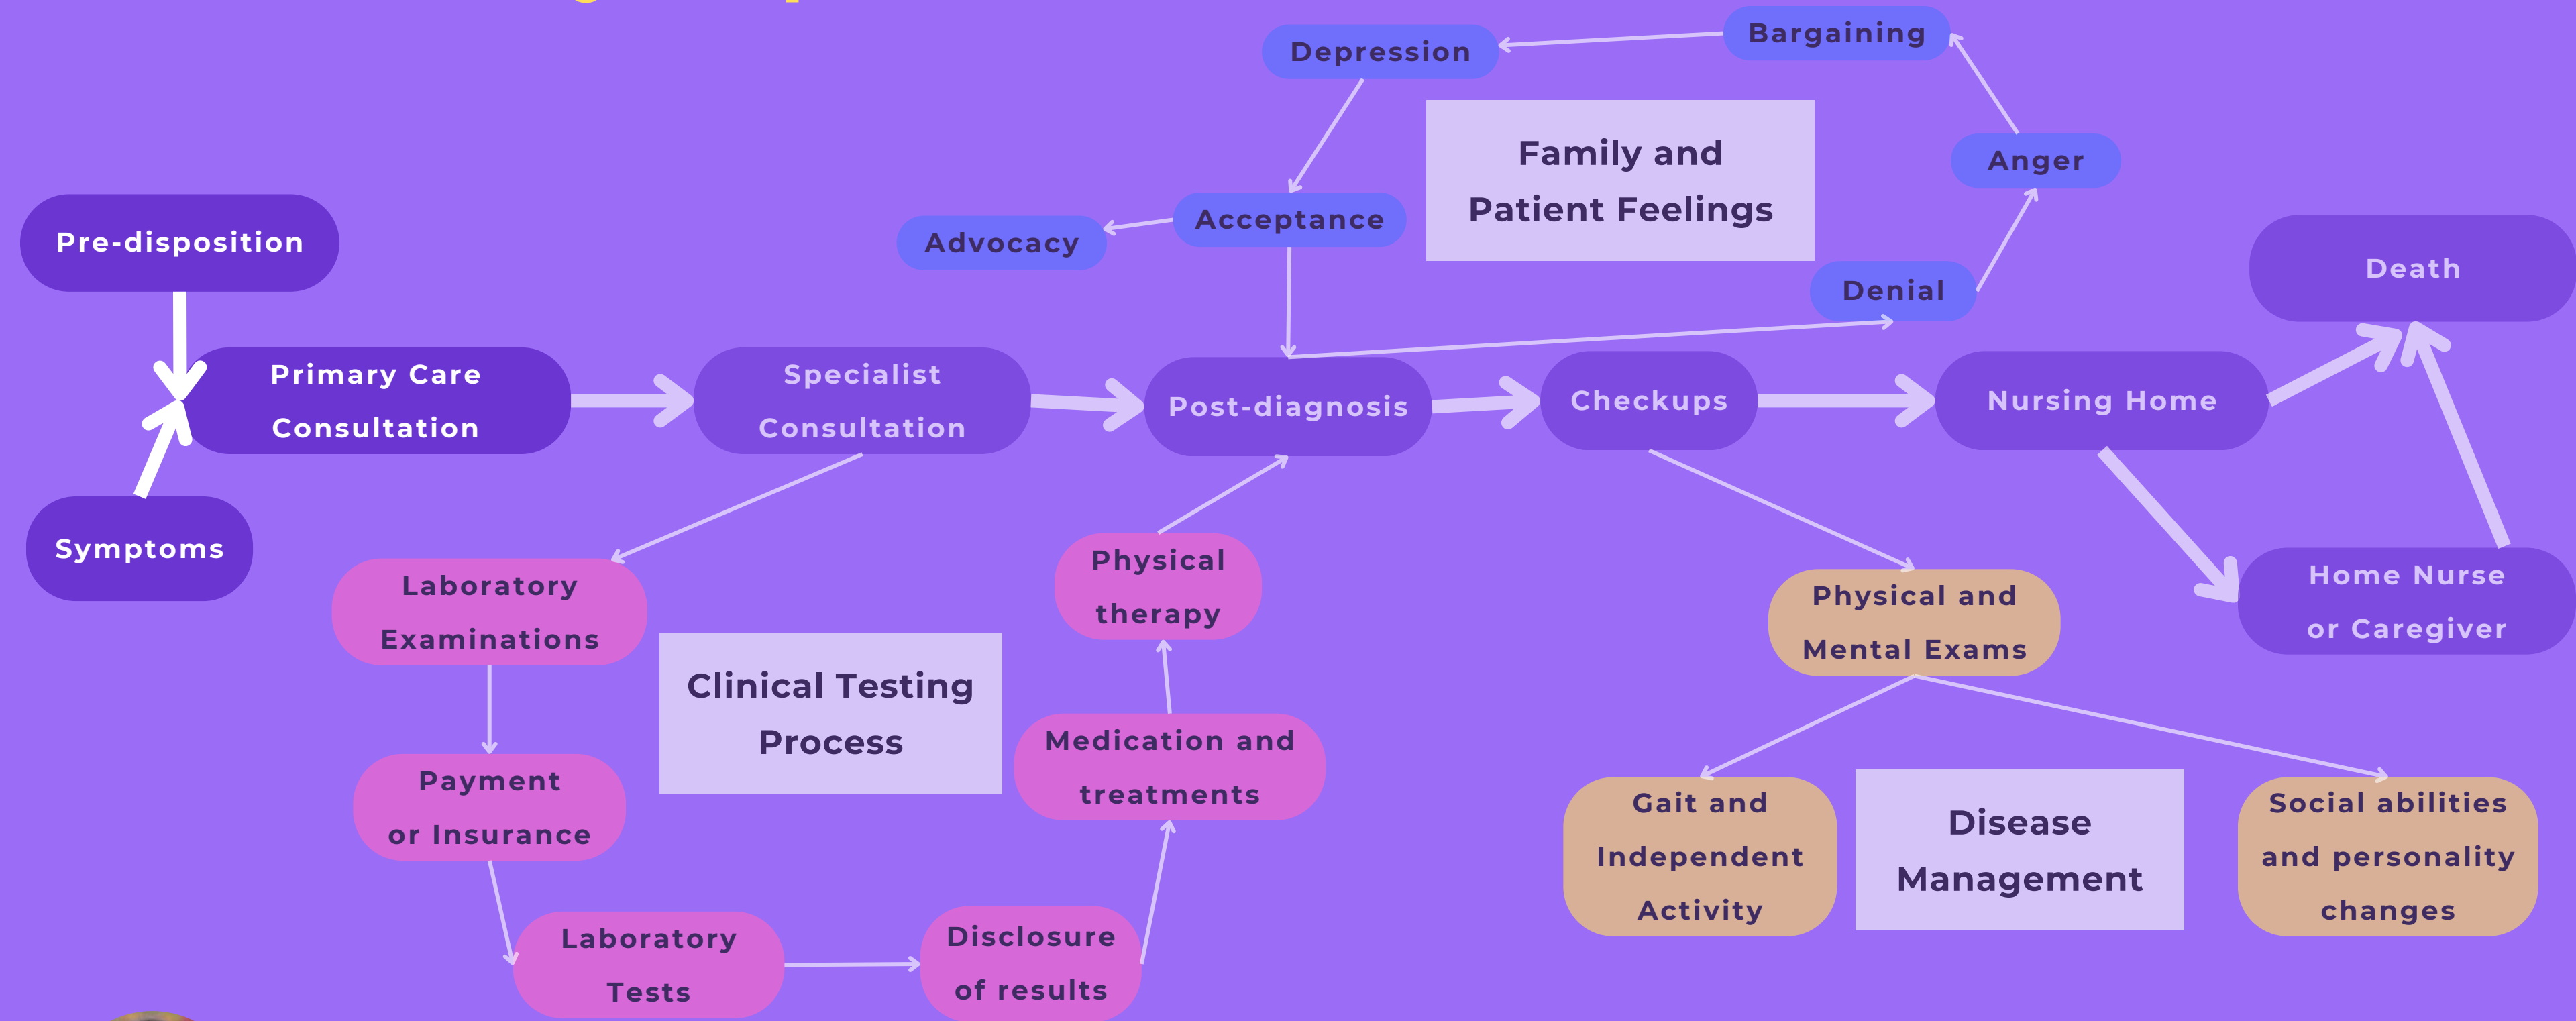 Bargaining
Depression
Family and
Patient Feelings
Anger
Acceptance
Advocacy
Denial
Pre-disposition
Death
Primary Care
Consultation
Specialist
Consultation
Post-diagnosis
Checkups
Nursing Home
Symptoms
Laboratory
Examinations
Physical
therapy
Physical and
Mental Exams
Home Nurse
or Caregiver
Clinical Testing
Process
Medication and
treatments
Payment
or Insurance
Gait and
Independent
Activity
Disease
Management
Social abilities
and personality
changes
Laboratory
Tests
Disclosure
of results